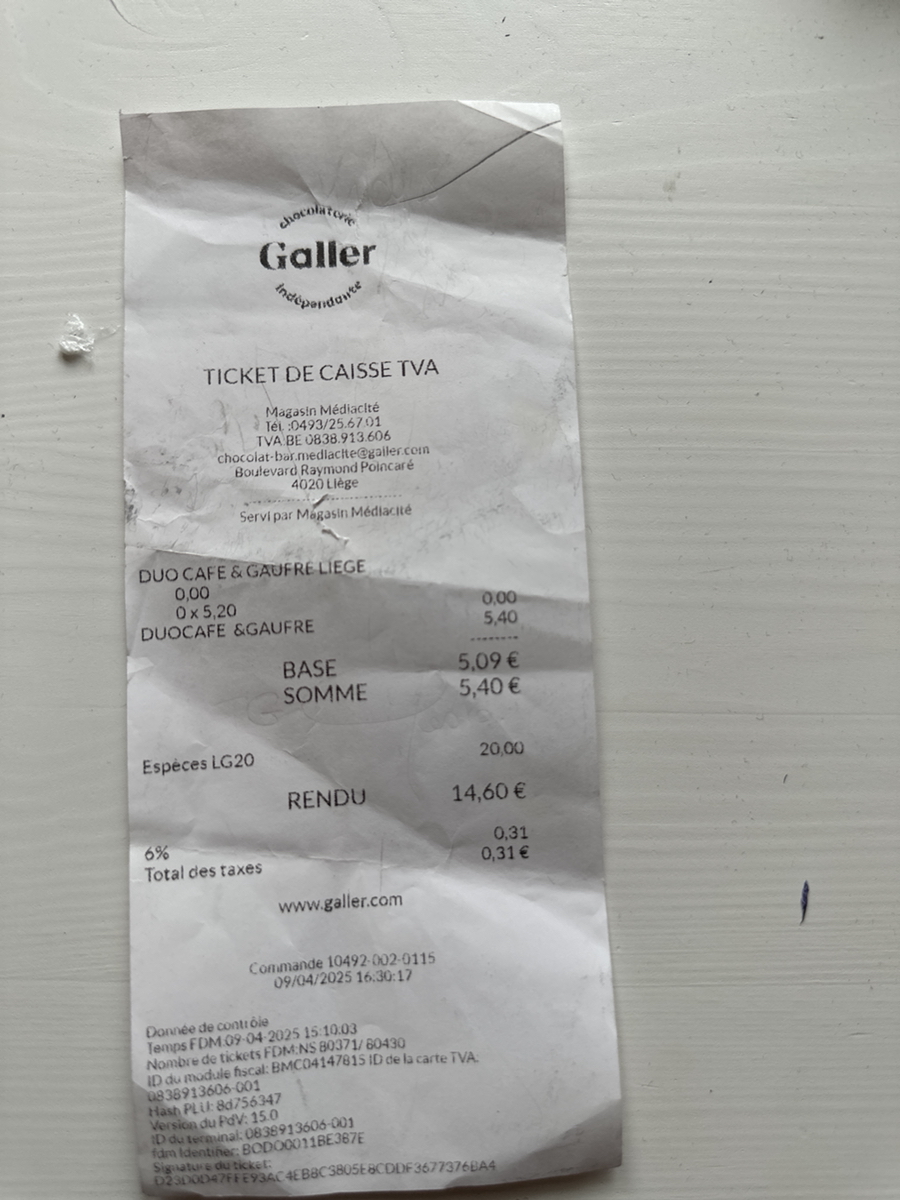 chocolaterie
Galler
indépendante
TICKET DE CAISSE TVA
Magasin Médiacité
Tél. :0493/25.67.01
TVA BE 0838.913.606
chocolat-bar.mediacite@galler.com
Boulevard Raymond Poincaré
4020 Liège
Servi par Magasin Médiacité
DUO CAFE & GAUFRE LIEGE
0,00 0,00
0 x 5,20 5,40
DUOCAFE &GAUFRE
BASE 5,09 €
SOMME 5,40 €
Espèces LG20 20,00
RENDU 14,60 €
6% 0,31
Total des taxes 0,31 €
www.galler.com
Commande 10492-002-0115
09/04/2025 16:30:17
Donnée de contrôle
Temps FDM:09-04-2025 15:10.03
Nombre de tickets FDM:NS 80371/ 80430
ID du module fiscal: BMC04147815 ID de la carte TVA.
0838913606-001
Hash PLU: 8d756347
Version du PdV: 15.0
ID du terminal: 0838913606-001
fdm Identifier: BODO0011BE387E
Signature du ticket: